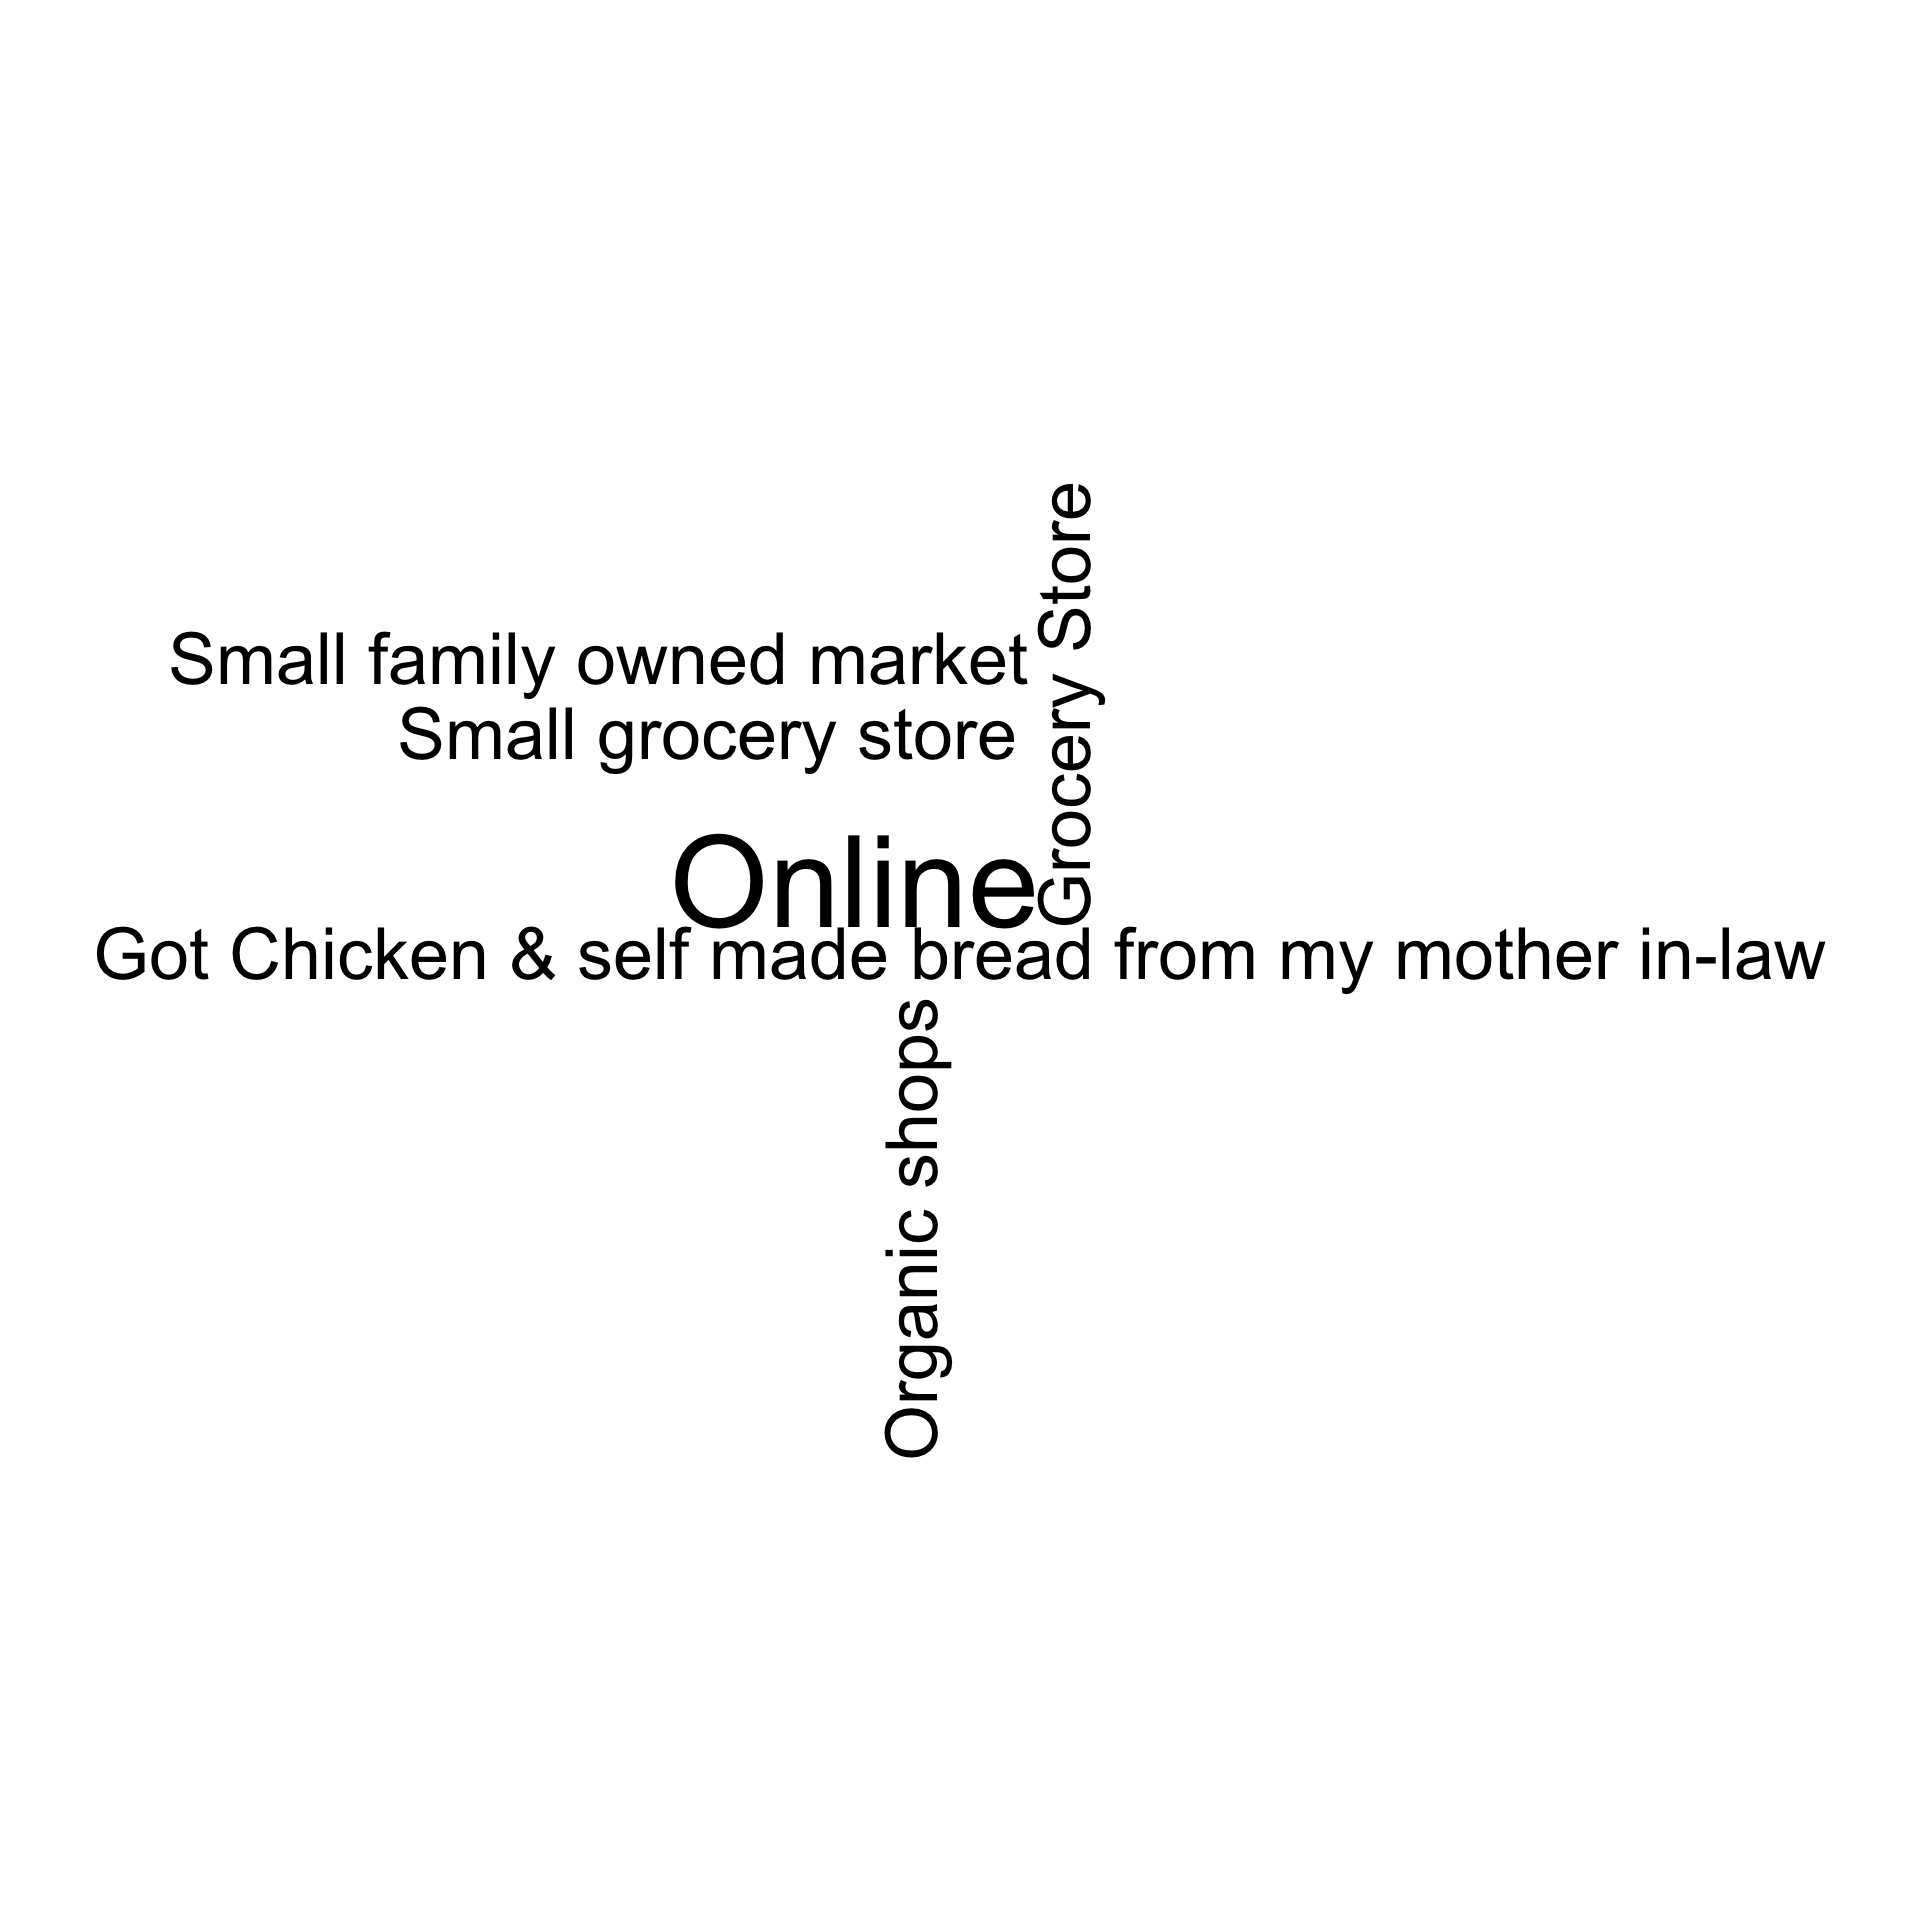 Grocery Store
Small family owned market
Small grocery store
Online
Got Chicken & self made bread from my mother in-law
Organic shops